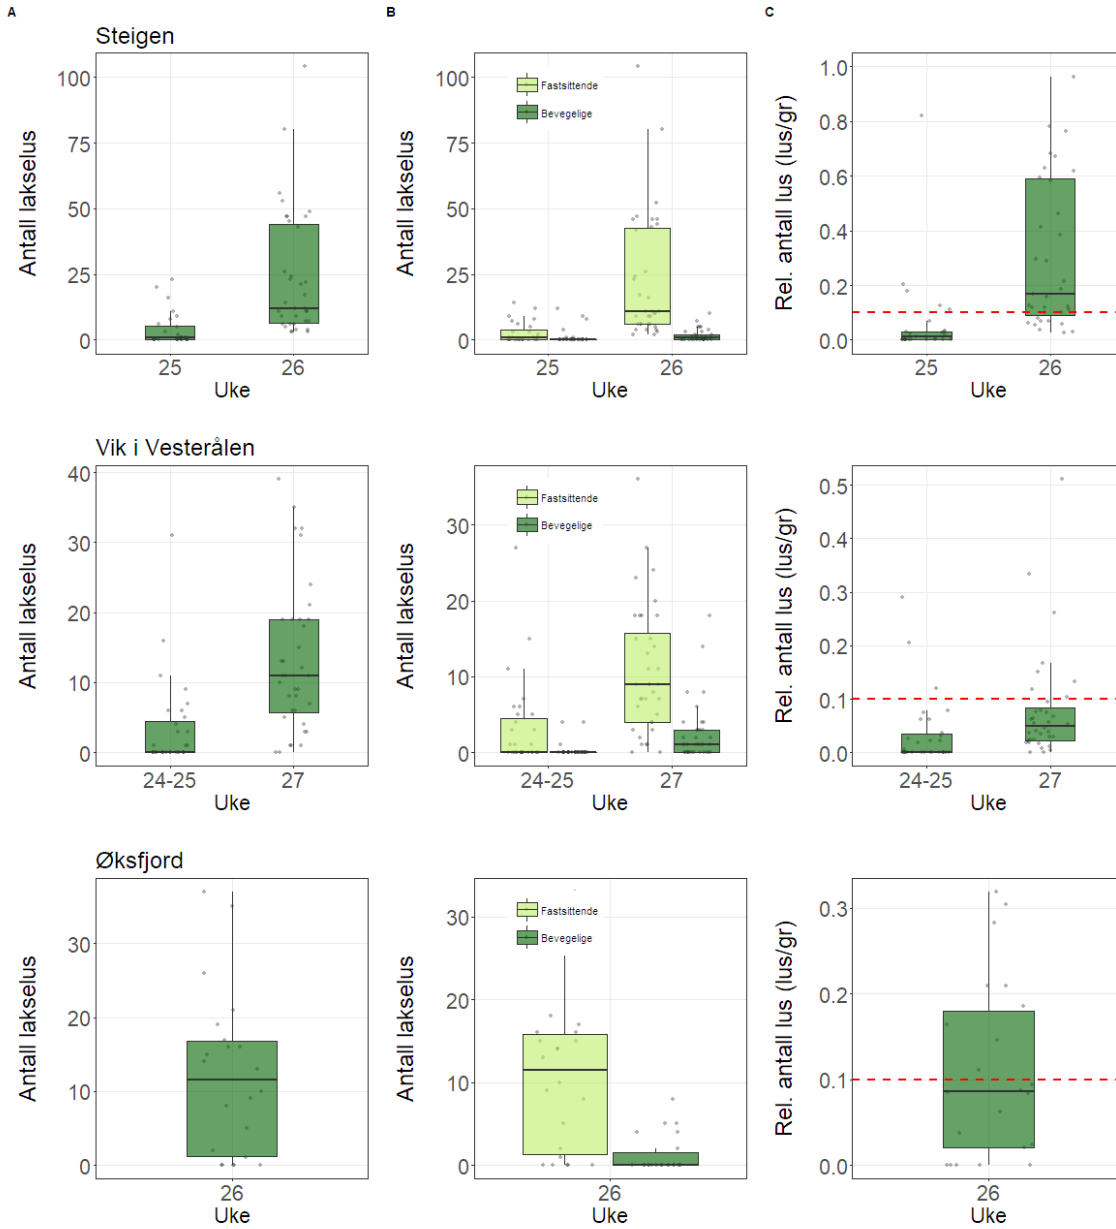 A
B
C
Steigen
Antall lakselus
100
75
50
25
0
25
26
Uke
Antall lakselus
100
75
50
25
0
Fastsittende
Bevegelige
25
26
Uke
Rel. antall lus (lus/gr)
1.0
0.8
0.6
0.4
0.2
0.0
25
26
Uke
Vik i Vesterålen
Antall lakselus
40
30
20
10
0
24-25
27
Uke
Antall lakselus
30
20
10
0
Fastsittende
Bevegelige
24-25
27
Uke
Rel. antall lus (lus/gr)
0.5
0.4
0.3
0.2
0.1
0.0
24-25
27
Uke
Øksfjord
Antall lakselus
30
20
10
0
26
Uke
Antall lakselus
30
20
10
0
Fastsittende
Bevegelige
26
Uke
Rel. antall lus (lus/gr)
0.3
0.2
0.1
0.0
26
Uke